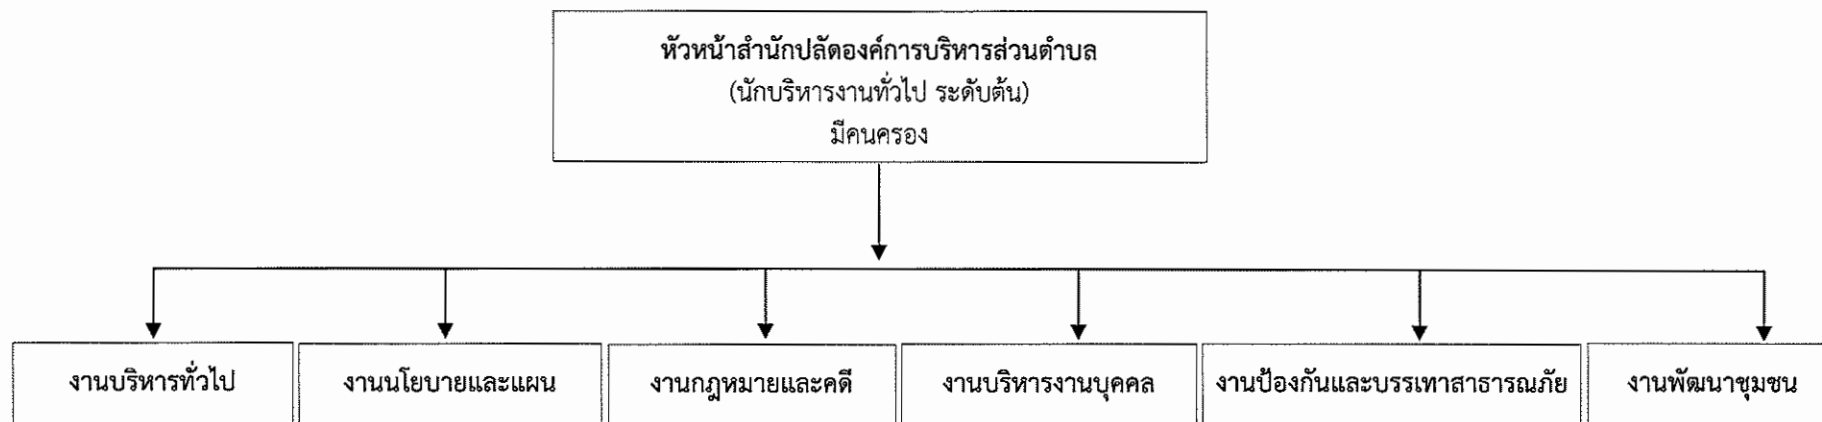 หัวหน้าสำนักปลัดองค์การบริหารส่วนตำบล
(นักบริหารงานทั่วไป ระดับต้น)
มีคนครอง
งานบริหารทั่วไป
งานนโยบายและแผน
งานกฎหมายและคดี
งานบริหารงานบุคคล
งานป้องกันและบรรเทาสาธารณภัย
งานพัฒนาชุมชน